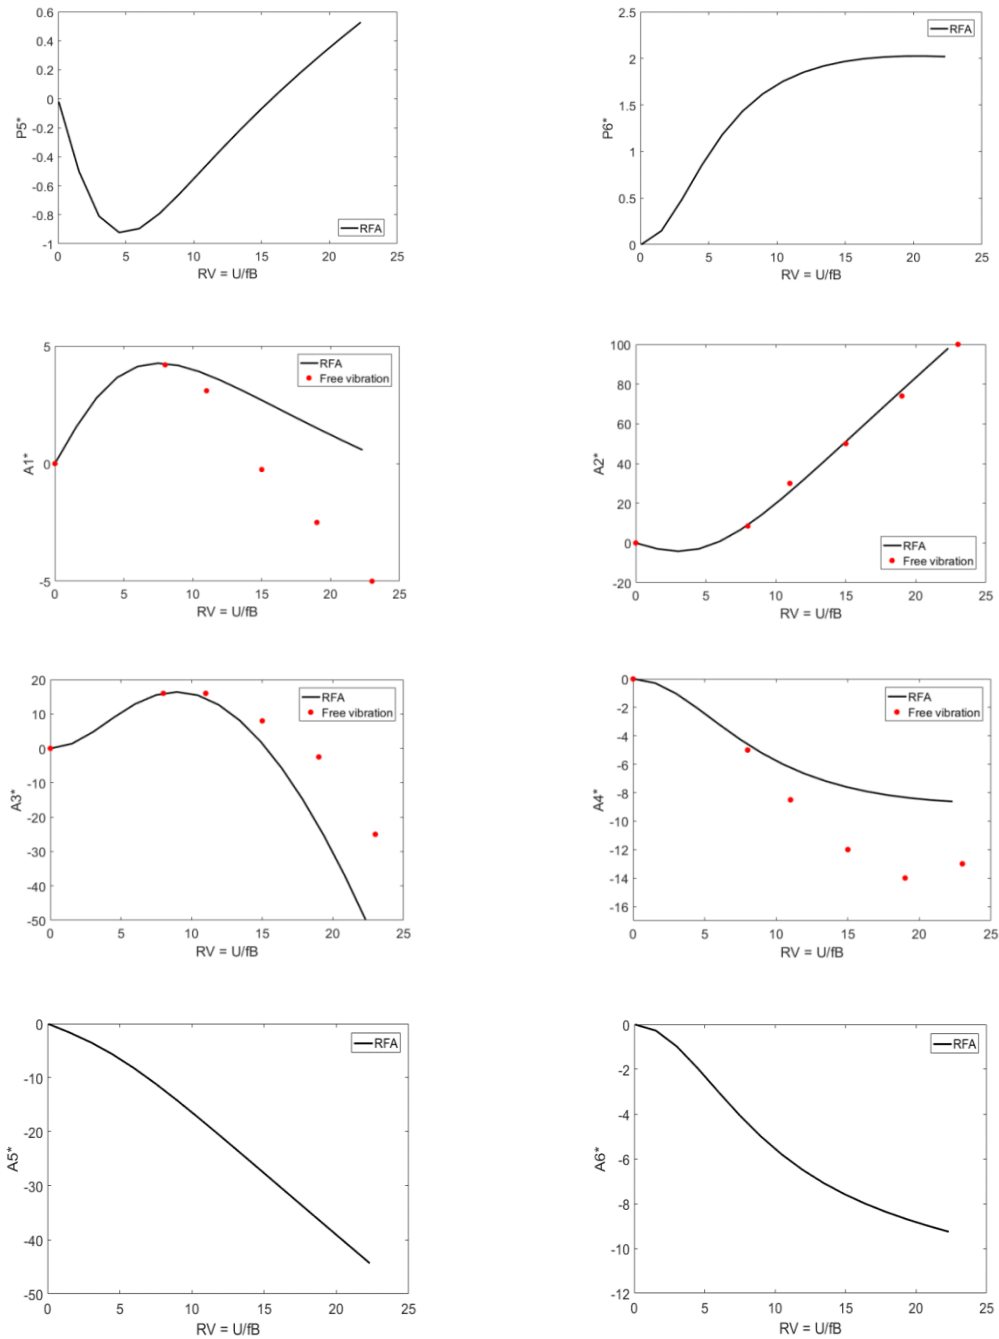 0.6
0.4
0.2
0
-0.2
-0.4
-0.6
-0.8
-1
P5*
RFA
0 5 10 15 20 25
RV = U/fB
2.5
2
1.5
1
0.5
0
P6*
RFA
0 5 10 15 20 25
RV = U/fB
5
0
-5
A1*
RFA
Free vibration
0 5 10 15 20 25
RV = U/fB
100
80
60
40
20
0
-20
A2*
RFA
Free vibration
0 5 10 15 20 25
RV = U/fB
20
10
0
-10
-20
-30
-40
-50
A3*
RFA
Free vibration
0 5 10 15 20 25
RV = U/fB
0
-2
-4
-6
-8
-10
-12
-14
-16
A4*
RFA
Free vibration
0 5 10 15 20 25
RV = U/fB
0
-10
-20
-30
-40
-50
A5*
RFA
0 5 10 15 20 25
RV = U/fB
0
-2
-4
-6
-8
-10
-12
A6*
RFA
0 5 10 15 20 25
RV = U/fB